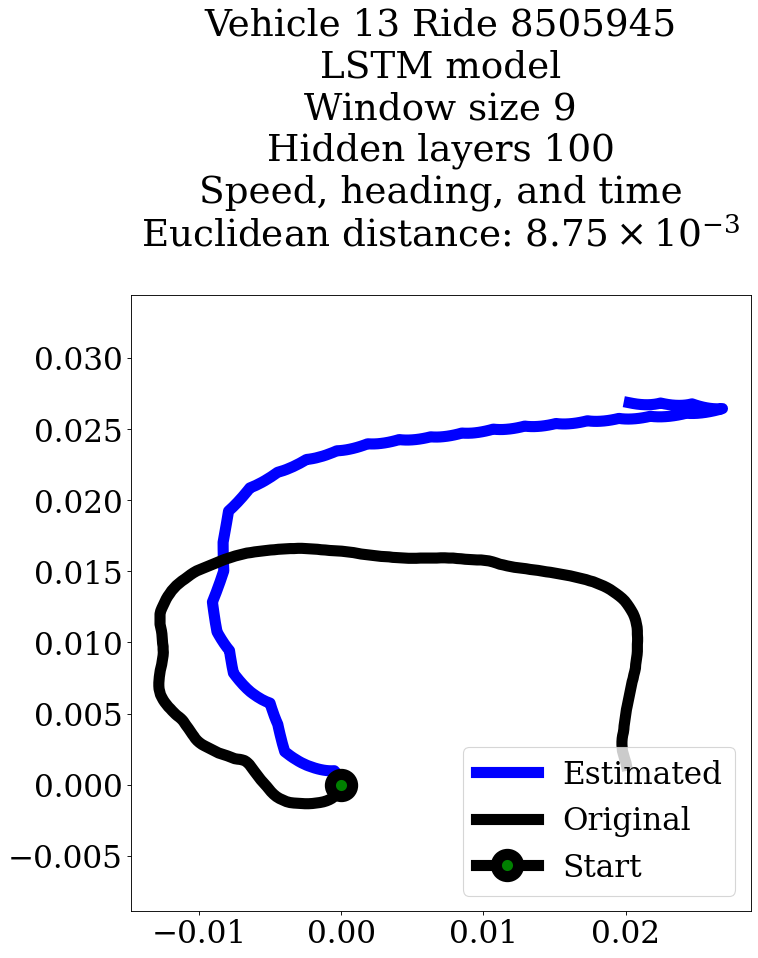 Vehicle 13 Ride 8505945
LSTM model
Window size 9
Hidden layers 100
Speed, heading, and time
Euclidean distance: 8.75 × 10⁻³
0.030
0.025
0.020
0.015
0.010
0.005
0.000
−0.005
Estimated
Original
Start
−0.01 0.00 0.01 0.02